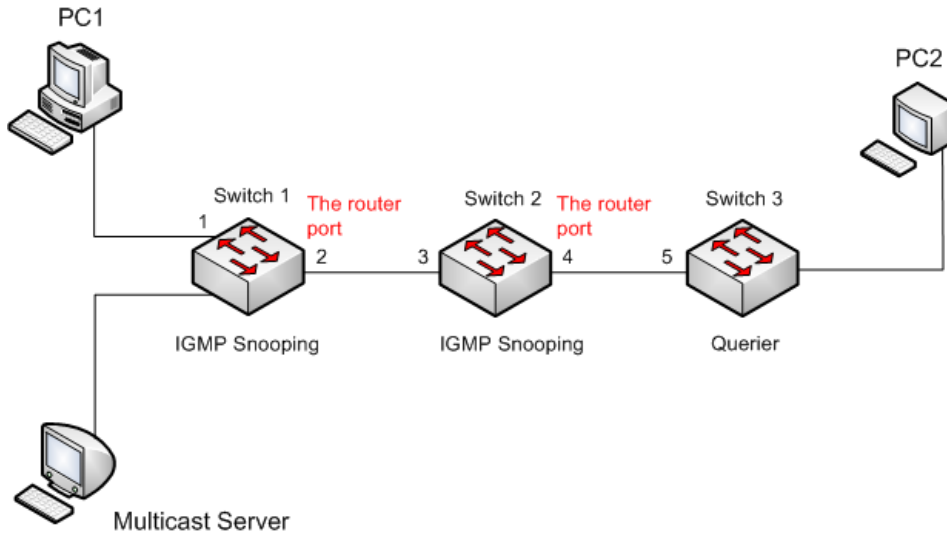 PC1
PC2
Switch 1
The router
port
Switch 2
The router
port
Switch 3
1
2
3
4
5
IGMP Snooping
IGMP Snooping
Querier
Multicast Server